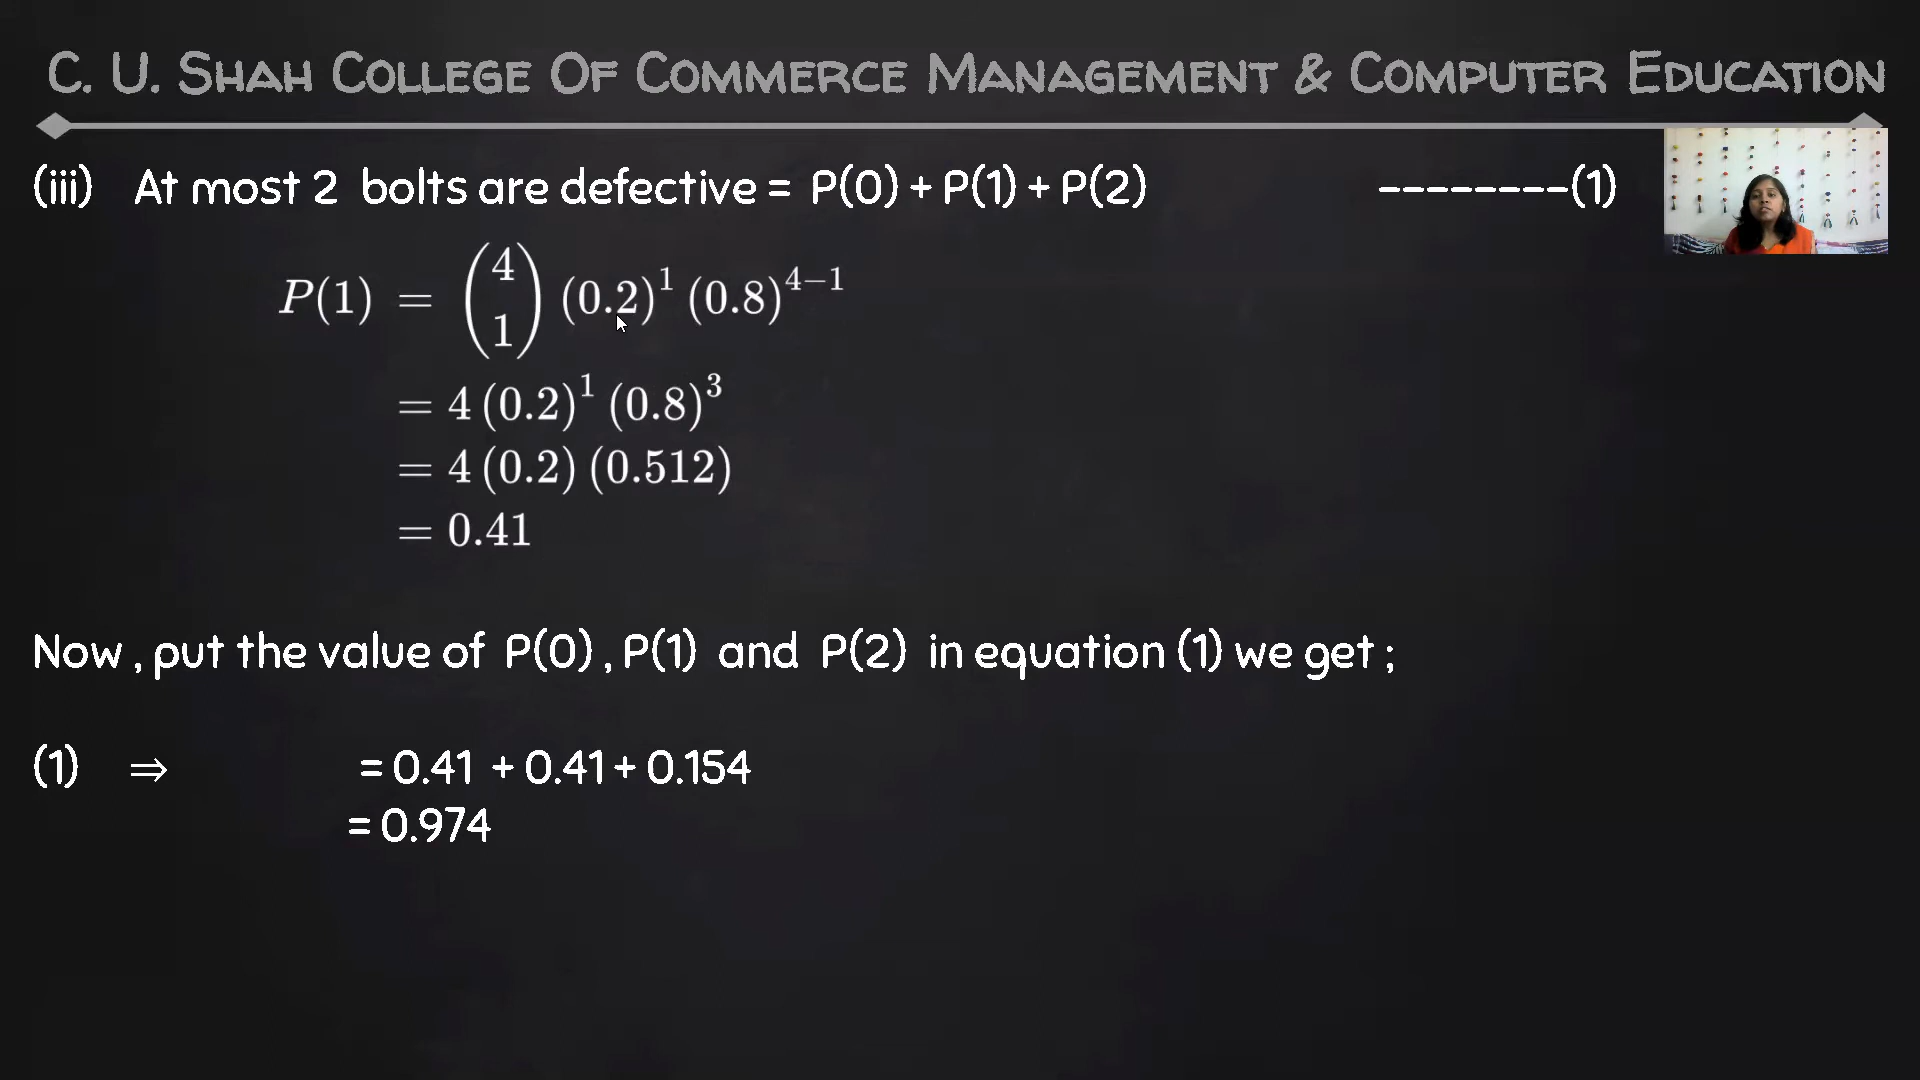 C. U. Shah College Of Commerce Management & Computer Education
(iii) At most 2 bolts are defective = P(0) + P(1) + P(2) --------(1)
P(1) = \binom{4}{1} (0.2)^1 (0.8)^{4-1}
= 4 (0.2)^1 (0.8)^3
= 4 (0.2) (0.512)
= 0.41
Now , put the value of P(0) , P(1) and P(2) in equation (1) we get ;
(1) ⇒ = 0.41 + 0.41 + 0.154
= 0.974